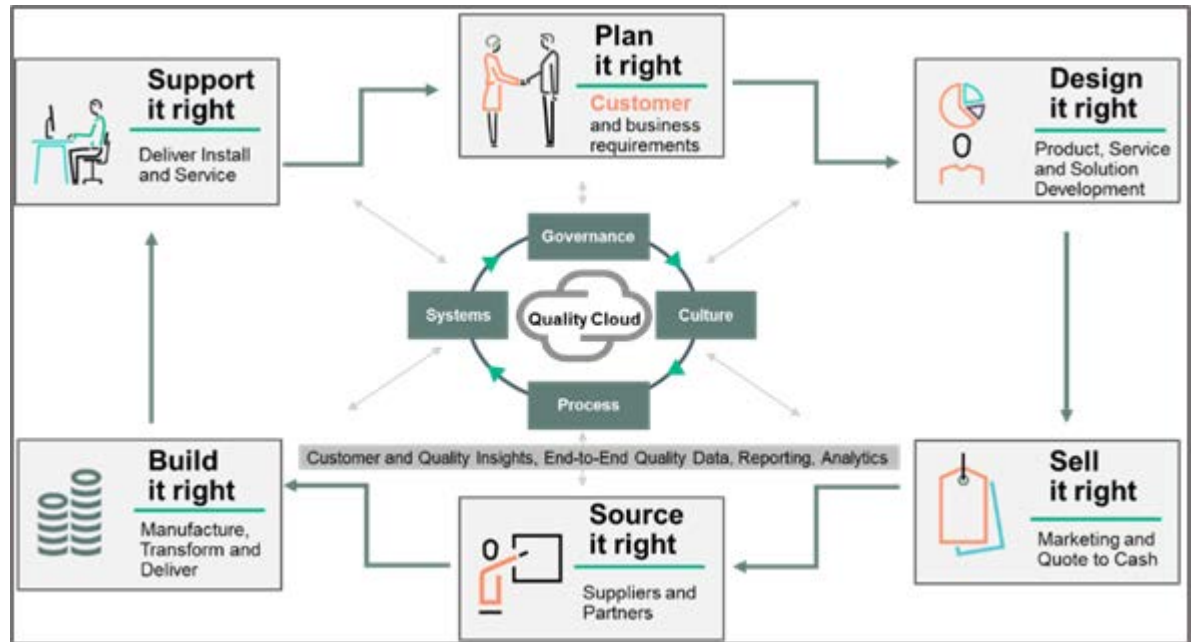 Support
it right
Deliver Install
and Service
Plan
it right
Customer
and business
requirements
Design
it right
Product, Service
and Solution
Development
Governance
Systems
Quality Cloud
Culture
Process
Customer and Quality Insights, End-to-End Quality Data, Reporting, Analytics
Build
it right
Manufacture,
Transform and
Deliver
Source
it right
Suppliers and
Partners
Sell
it right
Marketing and
Quote to Cash